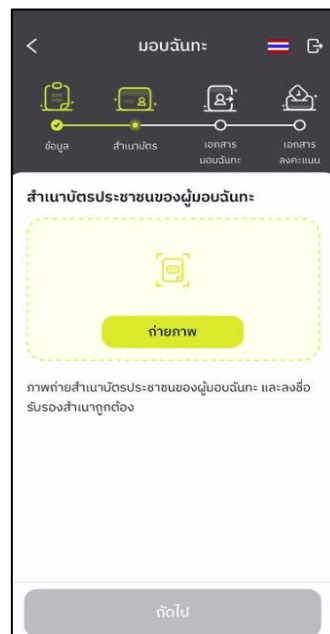 มอบฉันทะ
ข้อมูล
สำเนาบัตร
เอกสาร
มอบฉันทะ
เอกสาร
ลงคะแนน
สำเนาบัตรประชาชนของผู้มอบฉันทะ
ถ่ายภาพ
ภาพถ่ายสำเนาบัตรประชาชนของผู้มอบฉันทะ และลงชื่อ
รับรองสำเนาถูกต้อง
ถัดไป